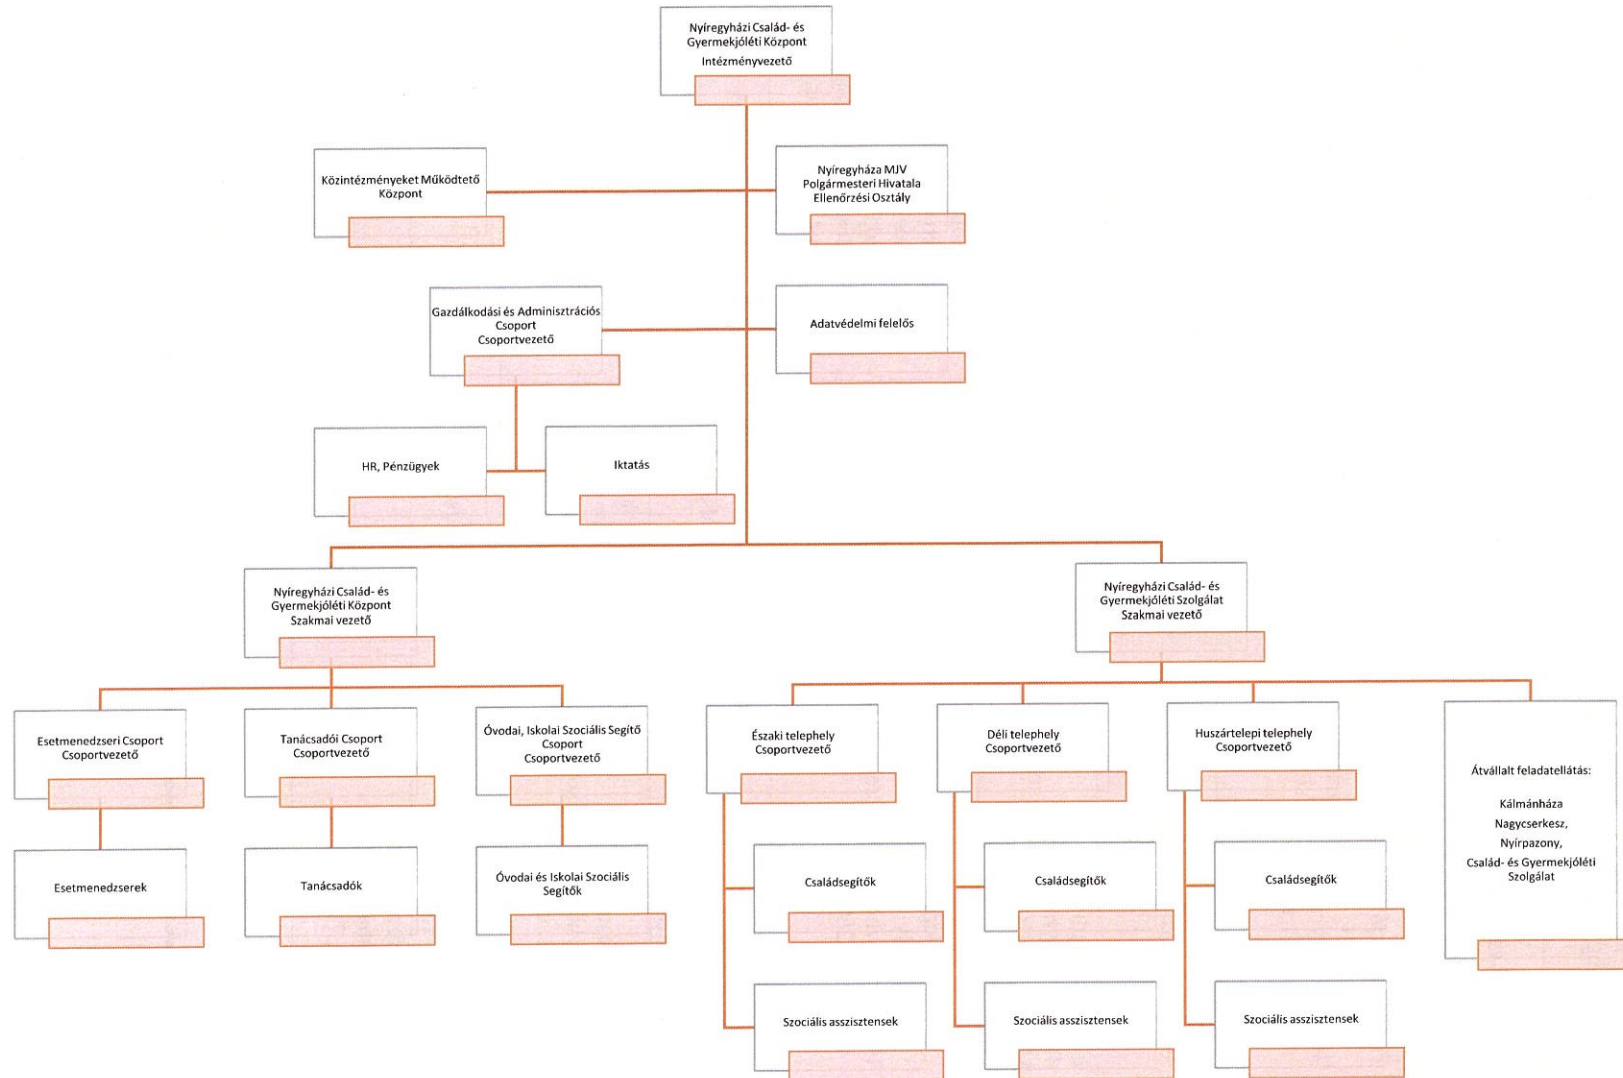 Nyíregyházi Család- és
Gyermekjóléti Központ
Intézményvezető
Közintézményeket Működtető
Központ
Nyíregyháza MJV
Polgármesteri Hivatala
Ellenőrzési Osztály
Gazdálkodási és Adminisztrációs
Csoport
Csoportvezető
Adatvédelmi felelős
HR, Pénzügyek
Iktatás
Nyíregyházi Család- és
Gyermekjóléti Központ
Szakmai vezető
Nyíregyházi Család- és
Gyermekjóléti Szolgálat
Szakmai vezető
Esetmenedzseri Csoport
Csoportvezető
Tanácsadói Csoport
Csoportvezető
Óvodai, Iskolai Szociális Segítő
Csoport
Csoportvezető
Északi telephely
Csoportvezető
Déli telephely
Csoportvezető
Huszártelepi telephely
Csoportvezető
Átvállalt feladatellátás:
Kálmánháza
Nagycserkesz,
Nyírpazony,
Család- és Gyermekjóléti
Szolgálat
Esetmenedzserek
Tanácsadók
Óvodai és Iskolai Szociális
Segítők
Családsegítők
Családsegítők
Családsegítők
Szociális asszisztensek
Szociális asszisztensek
Szociális asszisztensek